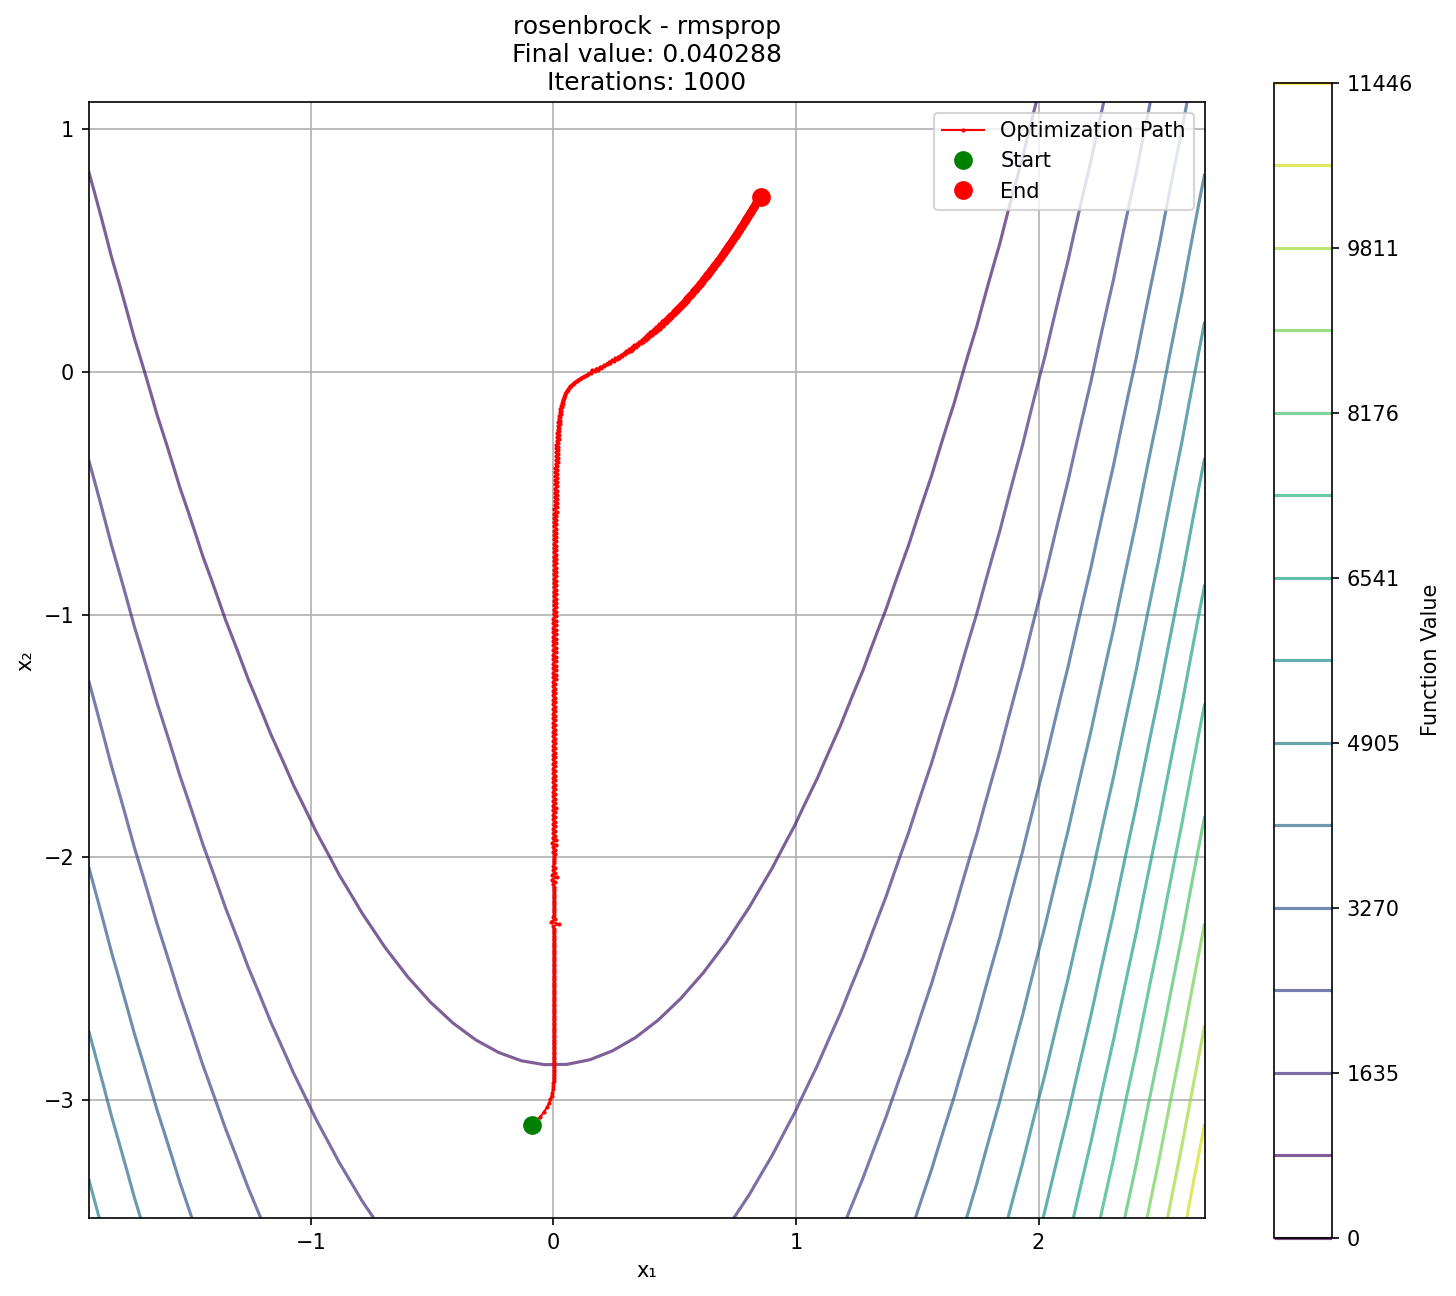 rosenbrock - rmsprop
Final value: 0.040288
Iterations: 1000
Optimization Path
Start
End
1
0
−1
−2
−3
x₂
−1
0
1
2
x₁
11446
9811
8176
6541
4905
3270
1635
0
Function Value